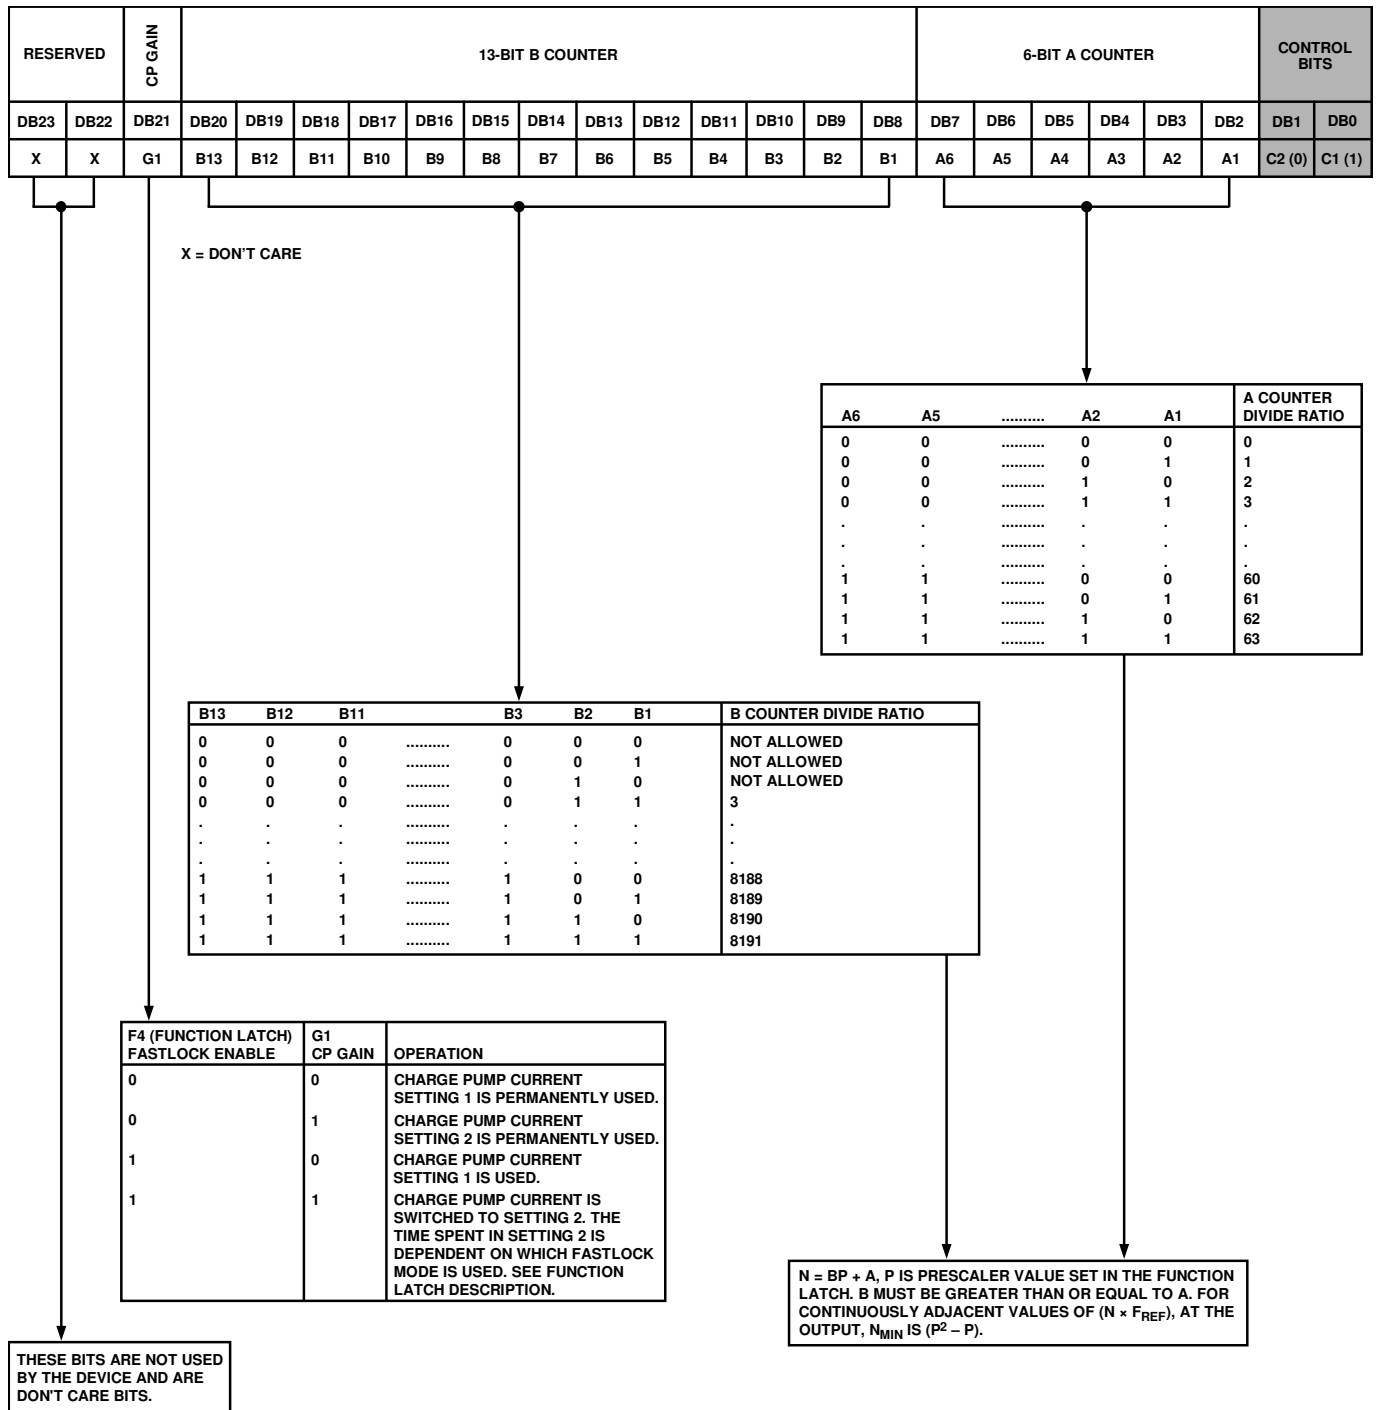 RESERVED
CP GAIN
13-BIT B COUNTER
6-BIT A COUNTER
CONTROL
BITS
DB23 DB22 DB21 DB20 DB19 DB18 DB17 DB16 DB15 DB14 DB13 DB12 DB11 DB10 DB9 DB8 DB7 DB6 DB5 DB4 DB3 DB2 DB1 DB0
X X G1 B13 B12 B11 B10 B9 B8 B7 B6 B5 B4 B3 B2 B1 A6 A5 A4 A3 A2 A1 C2 (0) C1 (1)
X = DON'T CARE
A COUNTER
A6 A5 .......... A2 A1 DIVIDE RATIO
0 0 .......... 0 0 0
0 0 .......... 0 1 1
0 0 .......... 1 0 2
0 0 .......... 1 1 3
. . .......... . . .
. . .......... . . .
. . .......... . . .
1 1 .......... 0 0 60
1 1 .......... 0 1 61
1 1 .......... 1 0 62
1 1 .......... 1 1 63
B13 B12 B11 B3 B2 B1 B COUNTER DIVIDE RATIO
0 0 0 .......... 0 0 0 NOT ALLOWED
0 0 0 .......... 0 0 1 NOT ALLOWED
0 0 0 .......... 0 1 0 NOT ALLOWED
0 0 0 .......... 0 1 1 3
. . . .......... . . . .
. . . .......... . . . .
. . . .......... . . . .
1 1 1 .......... 1 0 0 8188
1 1 1 .......... 1 0 1 8189
1 1 1 .......... 1 1 0 8190
1 1 1 .......... 1 1 1 8191
F4 (FUNCTION LATCH) G1
FASTLOCK ENABLE CP GAIN OPERATION
0 0 CHARGE PUMP CURRENT
SETTING 1 IS PERMANENTLY USED.
0 1 CHARGE PUMP CURRENT
SETTING 2 IS PERMANENTLY USED.
1 0 CHARGE PUMP CURRENT
SETTING 1 IS USED.
1 1 CHARGE PUMP CURRENT IS
SWITCHED TO SETTING 2. THE
TIME SPENT IN SETTING 2 IS
DEPENDENT ON WHICH FASTLOCK
MODE IS USED. SEE FUNCTION
LATCH DESCRIPTION.
N = BP + A, P IS PRESCALER VALUE SET IN THE FUNCTION
LATCH. B MUST BE GREATER THAN OR EQUAL TO A. FOR
CONTINUOUSLY ADJACENT VALUES OF (N × FREF), AT THE
OUTPUT, NMIN IS (P² – P).
THESE BITS ARE NOT USED
BY THE DEVICE AND ARE
DON'T CARE BITS.